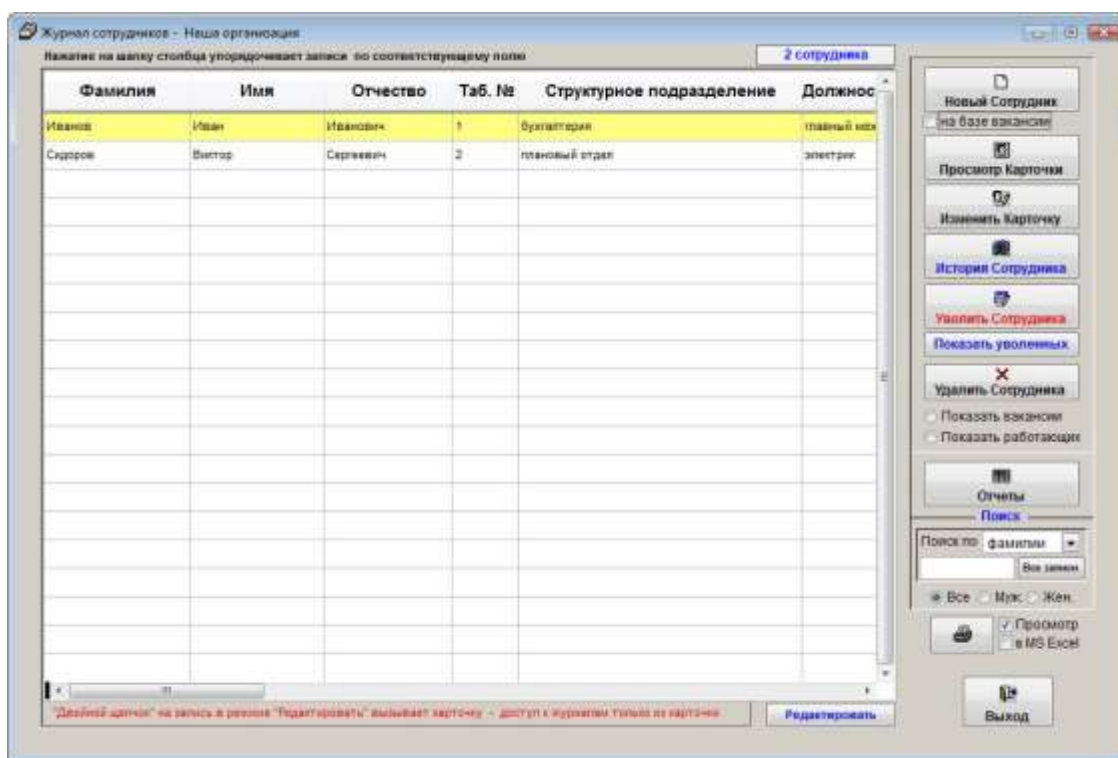 Журнал сотрудников - Наша организация
Нажатие на шапку столбца упорядочивает записи по соответствующему полю
2 сотрудника
Фамилия Имя Отчество Таб. № Структурное подразделение Должнос
Иванов Иван Иванович 1 бухгалтерия главный мех
Сидоров Виктор Сергеевич 2 плановый отдел электрик
Новый Сотрудник
на базе вакансии
Просмотр Карточки
Изменить Карточку
История Сотрудника
Уволить Сотрудника
Показать уволенных
Удалить Сотрудника
Показать вакансии
Показать работающих
Отчеты
Поиск
Поиск по фамилии
Все записи
Все Муж. Жен.
Просмотр
в MS Excel
"Двойной щелчок" на запись в режиме "Редактировать" вызывает карточку - доступ к журналам только из карточки
Редактировать
Выход